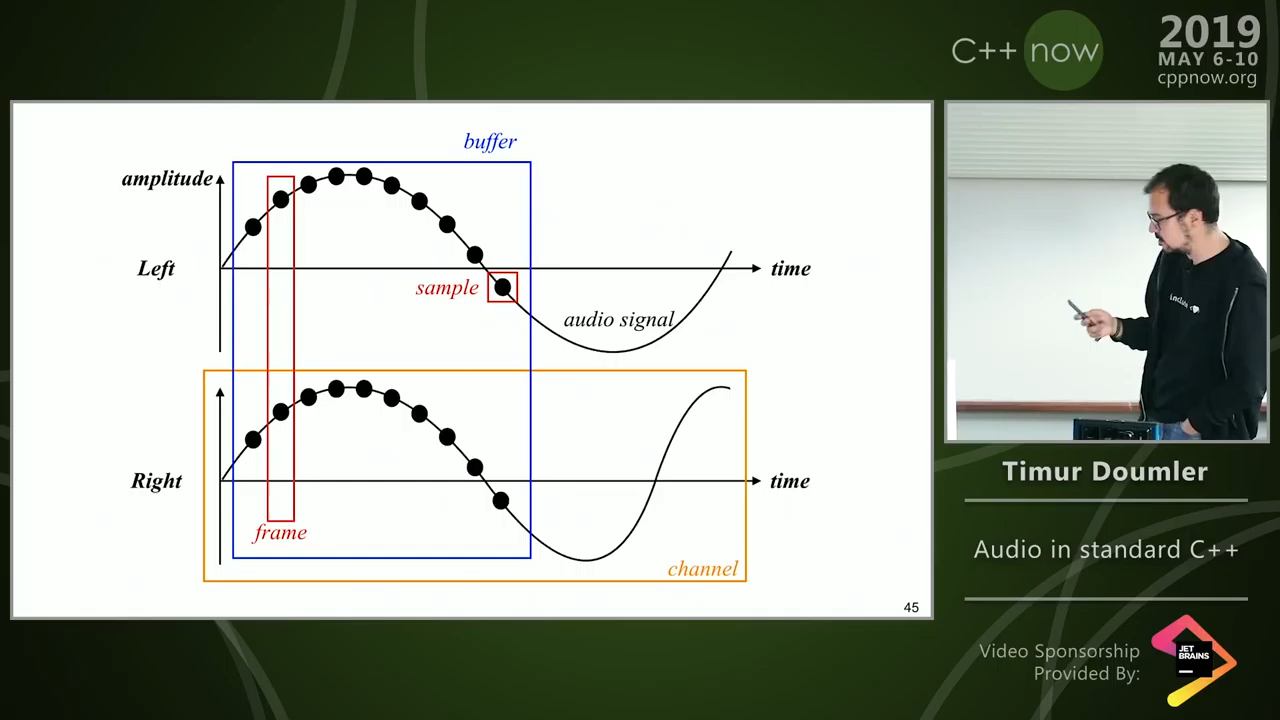 C++ now
2019
MAY 6-10
cppnow.org
buffer
amplitude
Left
time
sample
audio signal
Right
time
frame
channel
45
include
Timur Doumler
Audio in standard C++
Video Sponsorship
Provided By:
JET
BRAINS